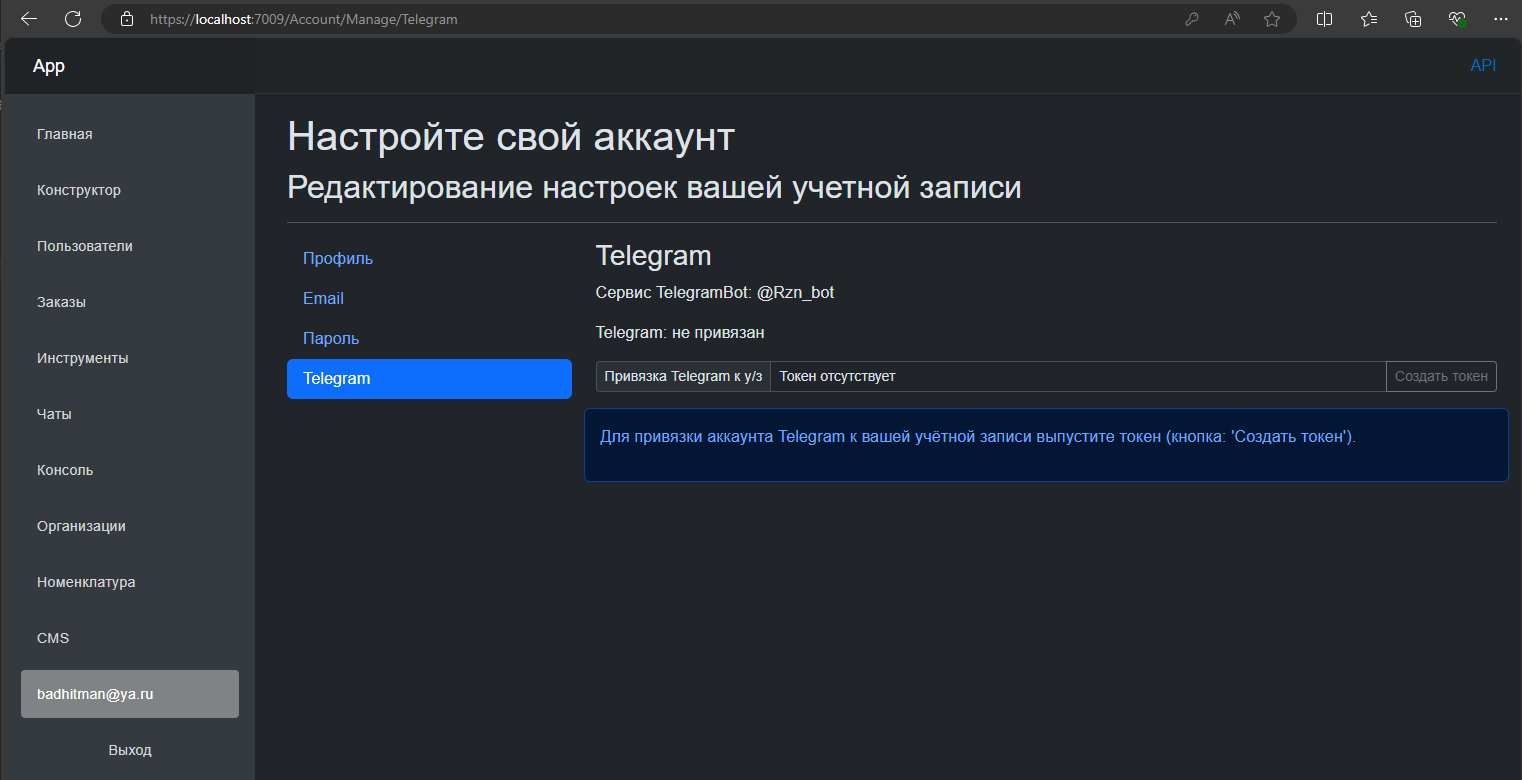 https://localhost:7009/Account/Manage/Telegram
App
API
Главная
Конструктор
Пользователи
Заказы
Инструменты
Чаты
Консоль
Организации
Номенклатура
CMS
badhitman@ya.ru
Выход
Настройте свой аккаунт
Редактирование настроек вашей учетной записи
Профиль
Email
Пароль
Telegram
Telegram
Сервис TelegramBot: @Rzn_bot
Telegram: не привязан
Привязка Telegram к у/з Токен отсутствует Создать токен
Для привязки аккаунта Telegram к вашей учётной записи выпустите токен (кнопка: 'Создать токен').